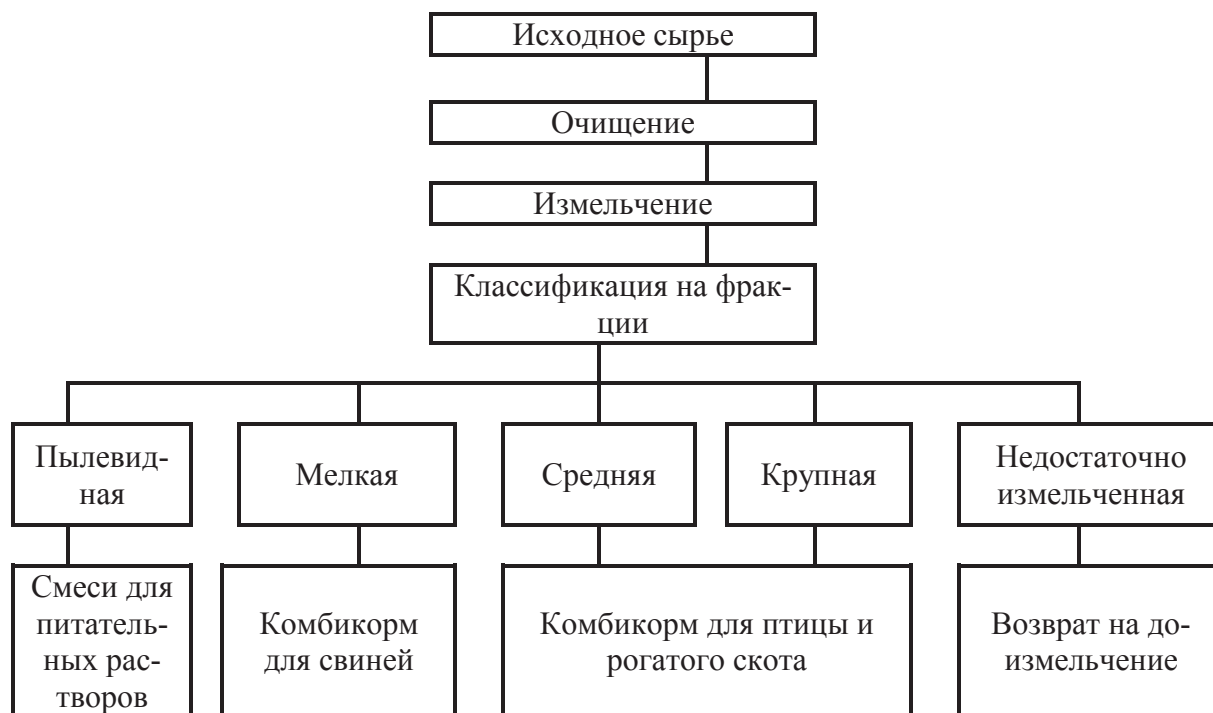 Исходное сырье
Очищение
Измельчение
Классификация на фрак-
ции
Пылевид-
ная
Мелкая
Средняя
Крупная
Недостаточно
измельченная
Смеси для
питатель-
ных рас-
творов
Комбикорм
для свиней
Комбикорм для птицы и
рогатого скота
Возврат на до-
измельчение